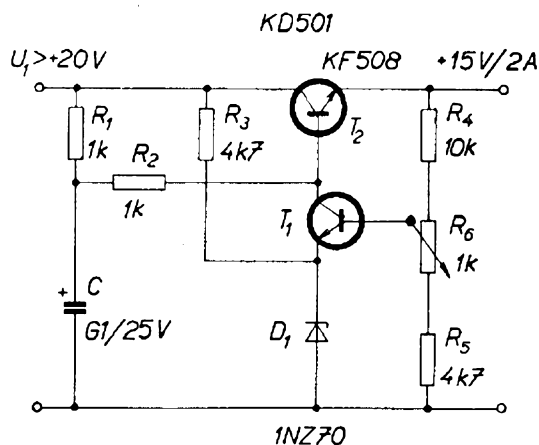 KD501
U₁>+20V
KF508
+15V/2A
R₁
1k
R₂
1k
R₃
4k7
T₂
R₄
10k
T₁
R₆
1k
+ C
G1/25V
D₁
R₅
4k7
1NZ70